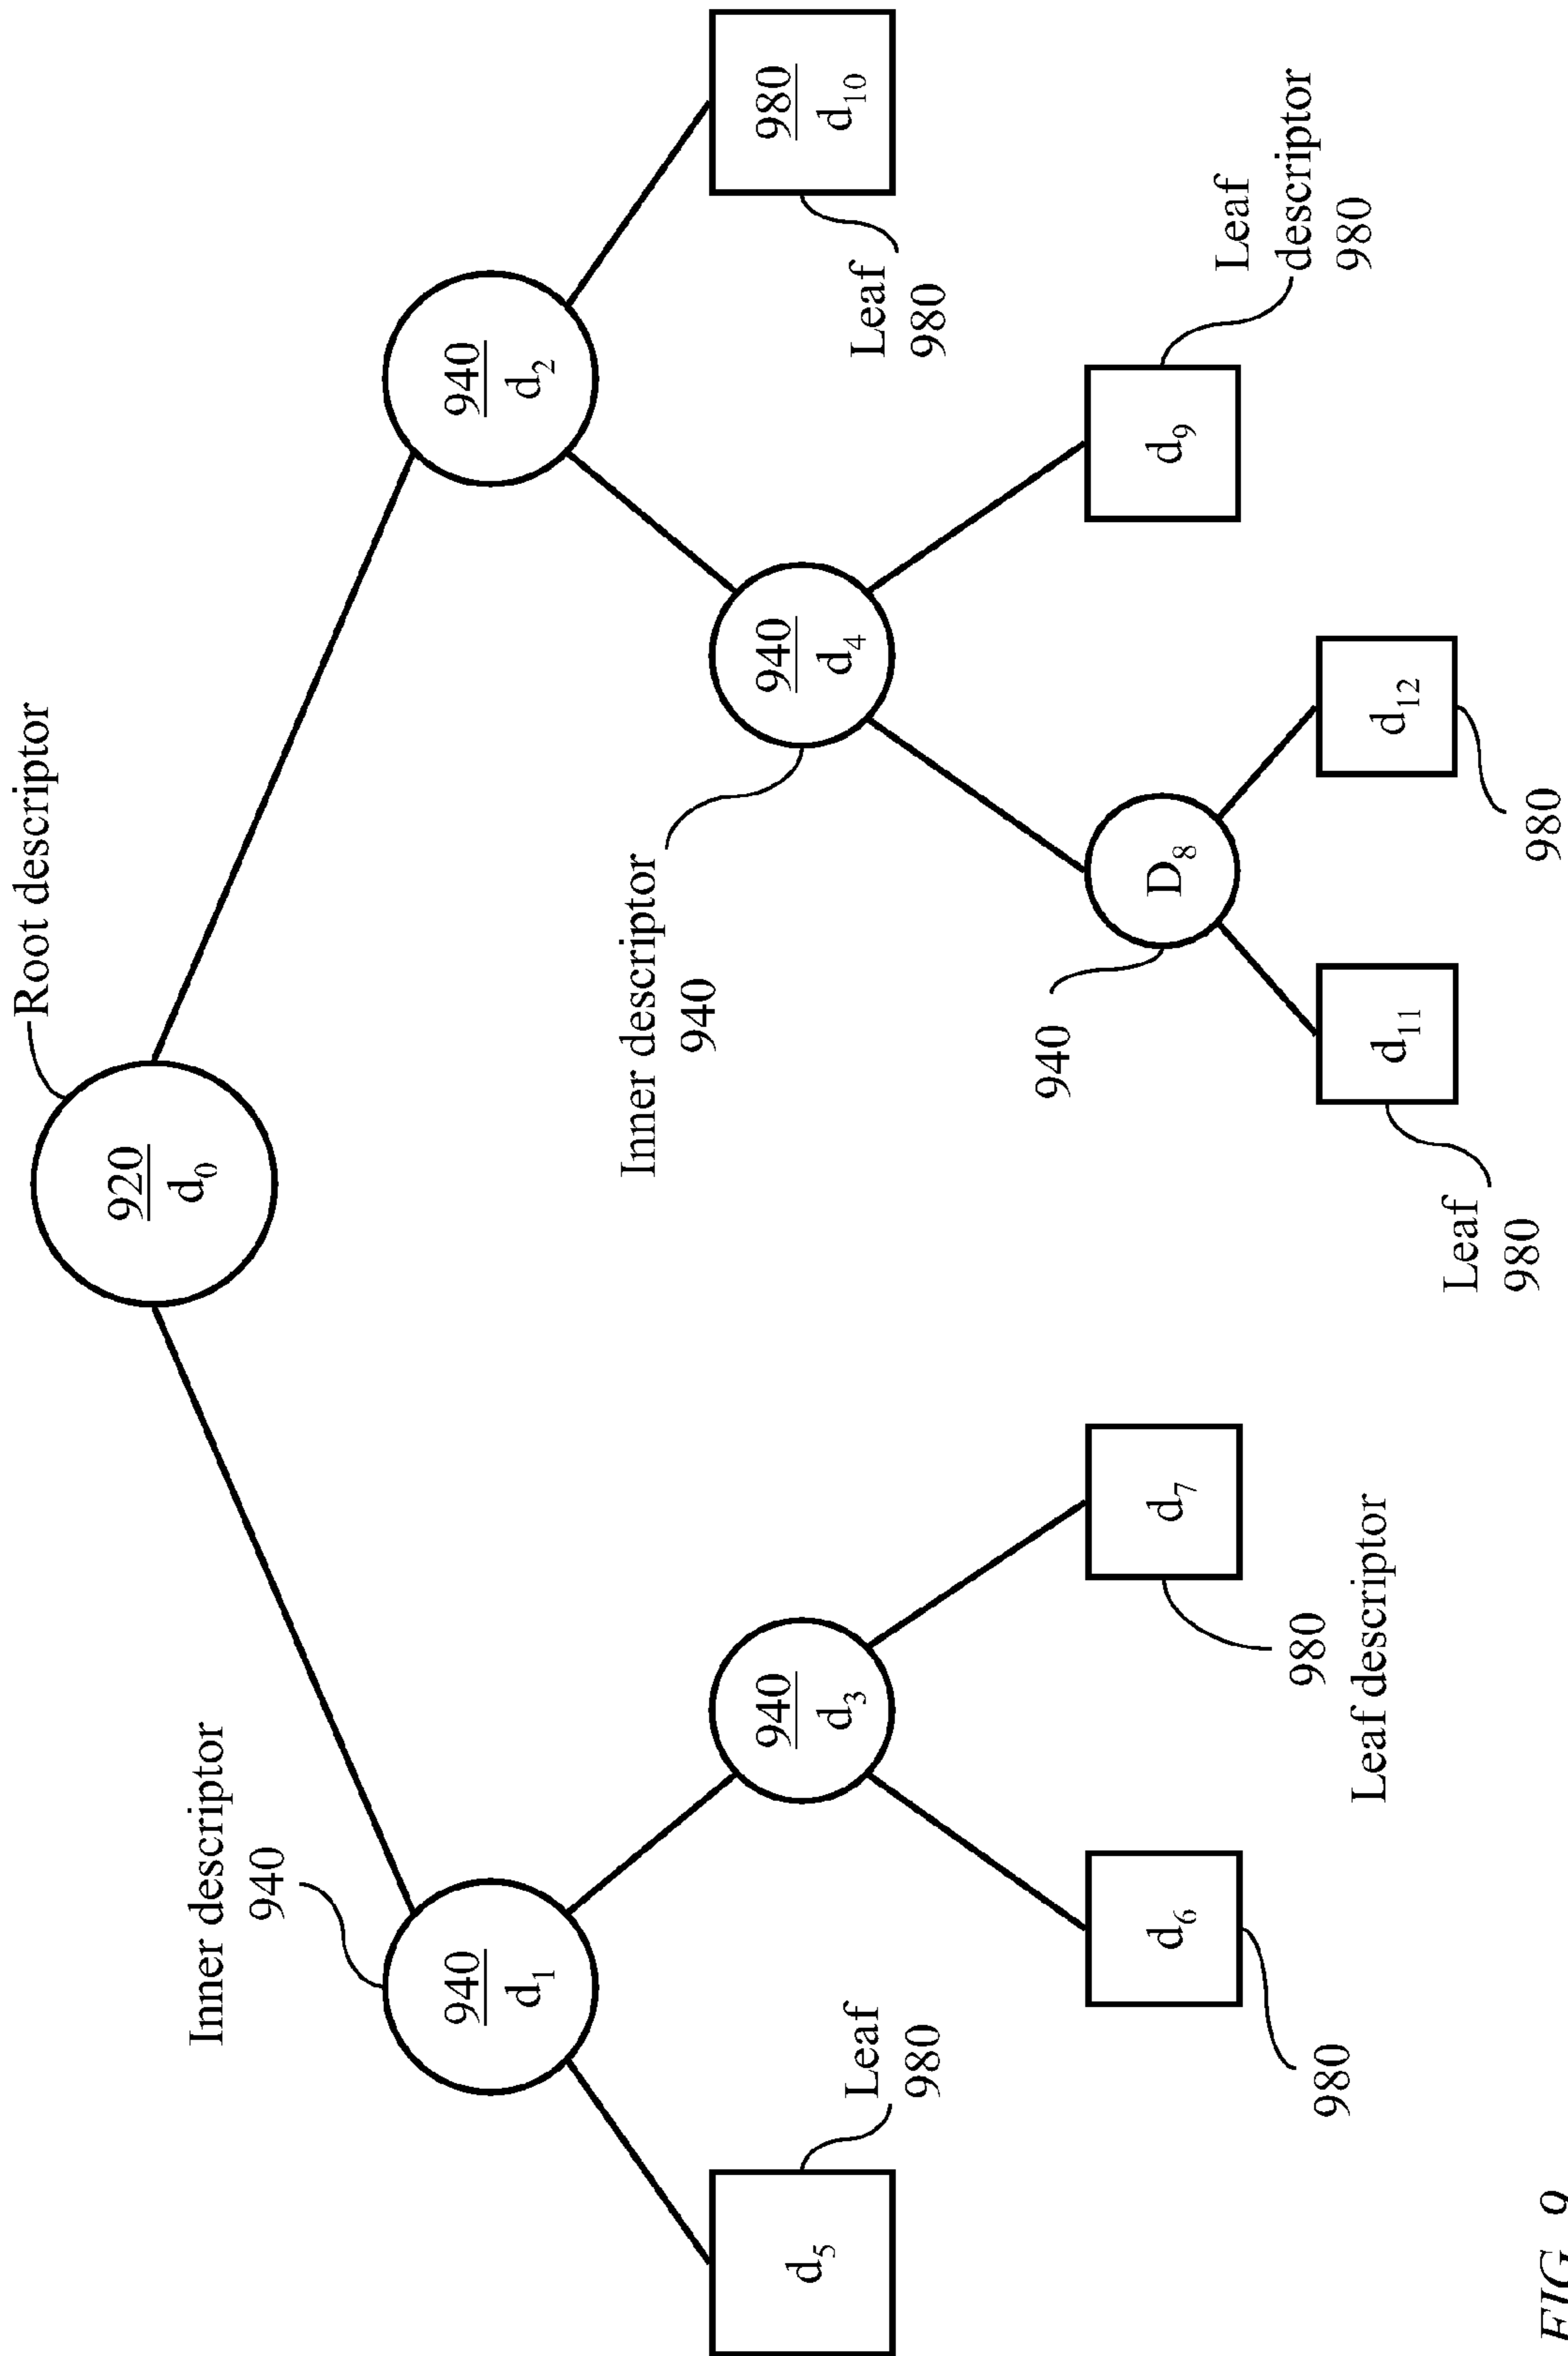 Root descriptor
920
d₀
Inner descriptor
940
940
d₁
940
d₂
d₅
Leaf
980
940
d₃
Inner descriptor
940
940
d₄
980
d₁₀
Leaf
980
d₆
980
d₇
980
Leaf descriptor
940
D₈
d₉
Leaf
descriptor
980
d₁₁
Leaf
980
d₁₂
980
FIG. 9